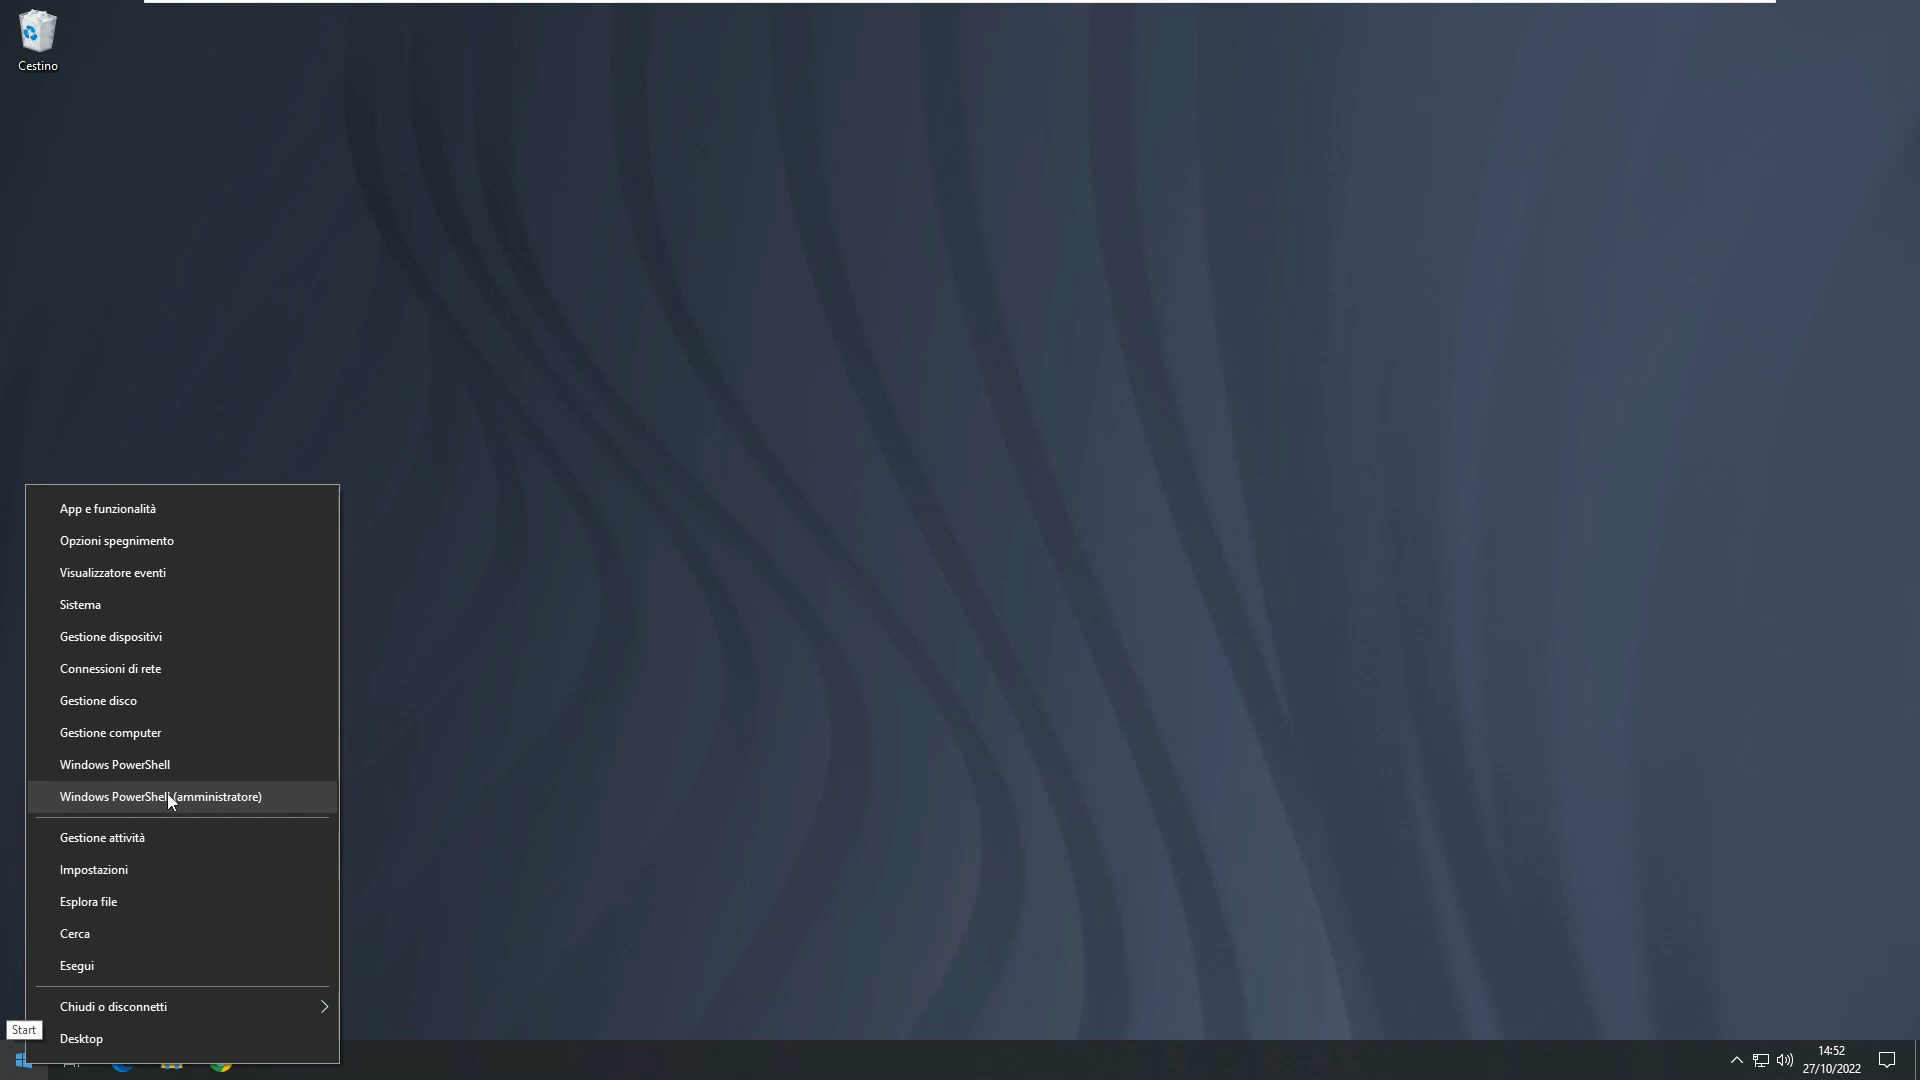 Cestino
App e funzionalità
Opzioni spegnimento
Visualizzatore eventi
Sistema
Gestione dispositivi
Connessioni di rete
Gestione disco
Gestione computer
Windows PowerShell
Windows PowerShell (amministratore)
Gestione attività
Impostazioni
Esplora file
Cerca
Esegui
Chiudi o disconnetti
Desktop
Start
14:52
27/10/2022